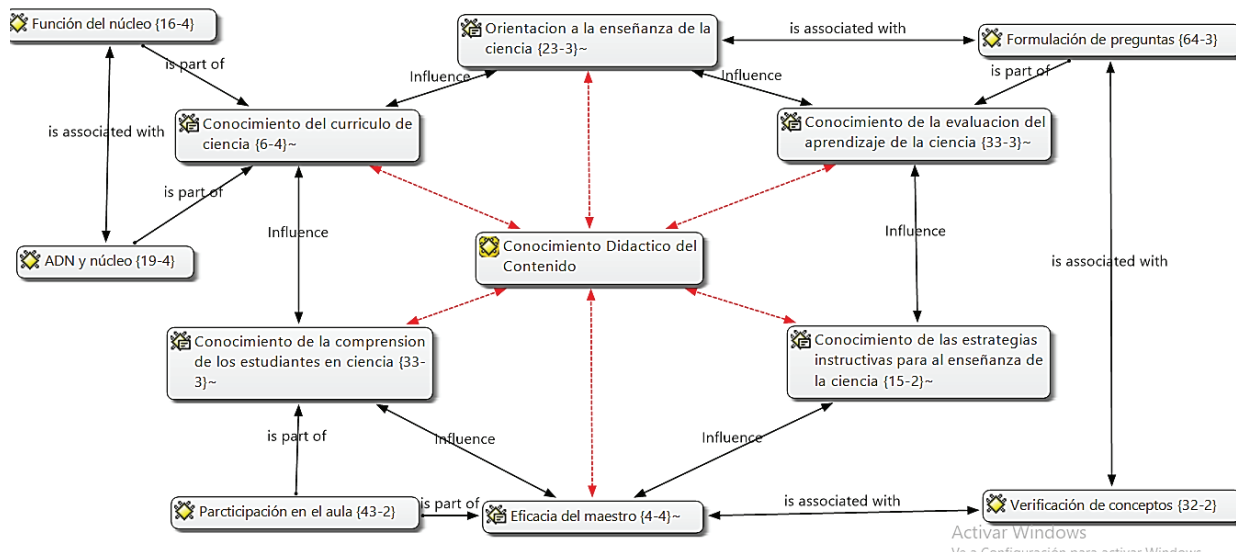 Función del núcleo {16-4}
Orientacion a la enseñanza de la
ciencia {23-3}~
is associated with
Formulación de preguntas {64-3}
is part of
Influence
Influence
is part of
is associated with
Conocimiento del curriculo de
ciencia {6-4}~
Conocimiento de la evaluacion del
aprendizaje de la ciencia {33-3}~
is part of
Influence
Influence
ADN y núcleo {19-4}
Conocimiento Didactico del
Contenido
is associated with
Conocimiento de la comprension
de los estudiantes en ciencia {33-
3}~
Conocimiento de las estrategias
instructivas para al enseñanza de
la ciencia {15-2}~
is part of
Influence
Influence
Parcticipación en el aula {43-2}
is part of
Eficacia del maestro {4-4}~
is associated with
Verificación de conceptos {32-2}
Activar Windows
Ve a Configuración para activar Windows